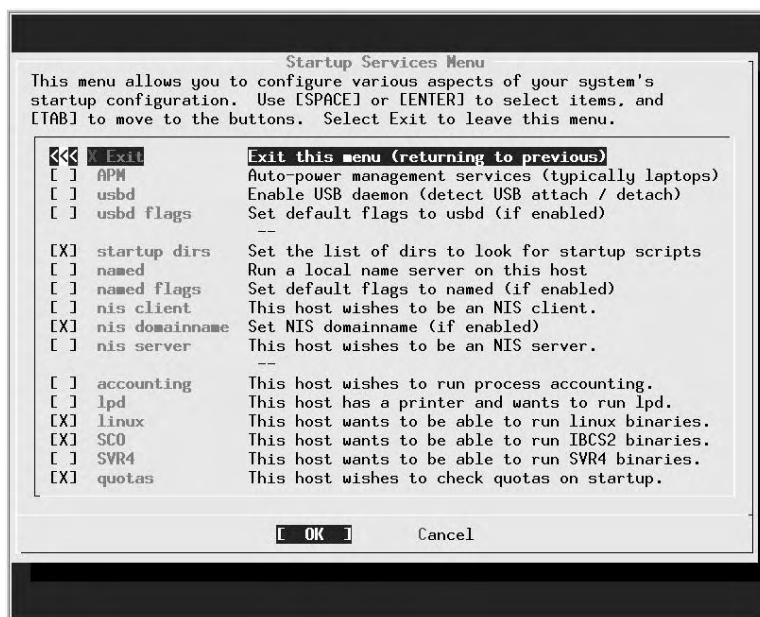 Startup Services Menu
This menu allows you to configure various aspects of your system's
startup configuration. Use [SPACE] or [ENTER] to select items, and
[TAB] to move to the buttons. Select Exit to leave this menu.
<<< X Exit Exit this menu (returning to previous)
[ ] APM Auto-power management services (typically laptops)
[ ] usbd Enable USB daemon (detect USB attach / detach)
[ ] usbd flags Set default flags to usbd (if enabled)
--
[X] startup dirs Set the list of dirs to look for startup scripts
[ ] named Run a local name server on this host
[ ] named flags Set default flags to named (if enabled)
[ ] nis client This host wishes to be an NIS client.
[X] nis domainname Set NIS domainname (if enabled)
[ ] nis server This host wishes to be an NIS server.
--
[ ] accounting This host wishes to run process accounting.
[ ] lpd This host has a printer and wants to run lpd.
[X] linux This host wants to be able to run linux binaries.
[X] SCO This host wants to be able to run IBCS2 binaries.
[ ] SVR4 This host wants to be able to run SVR4 binaries.
[X] quotas This host wishes to check quotas on startup.
[ OK ] Cancel